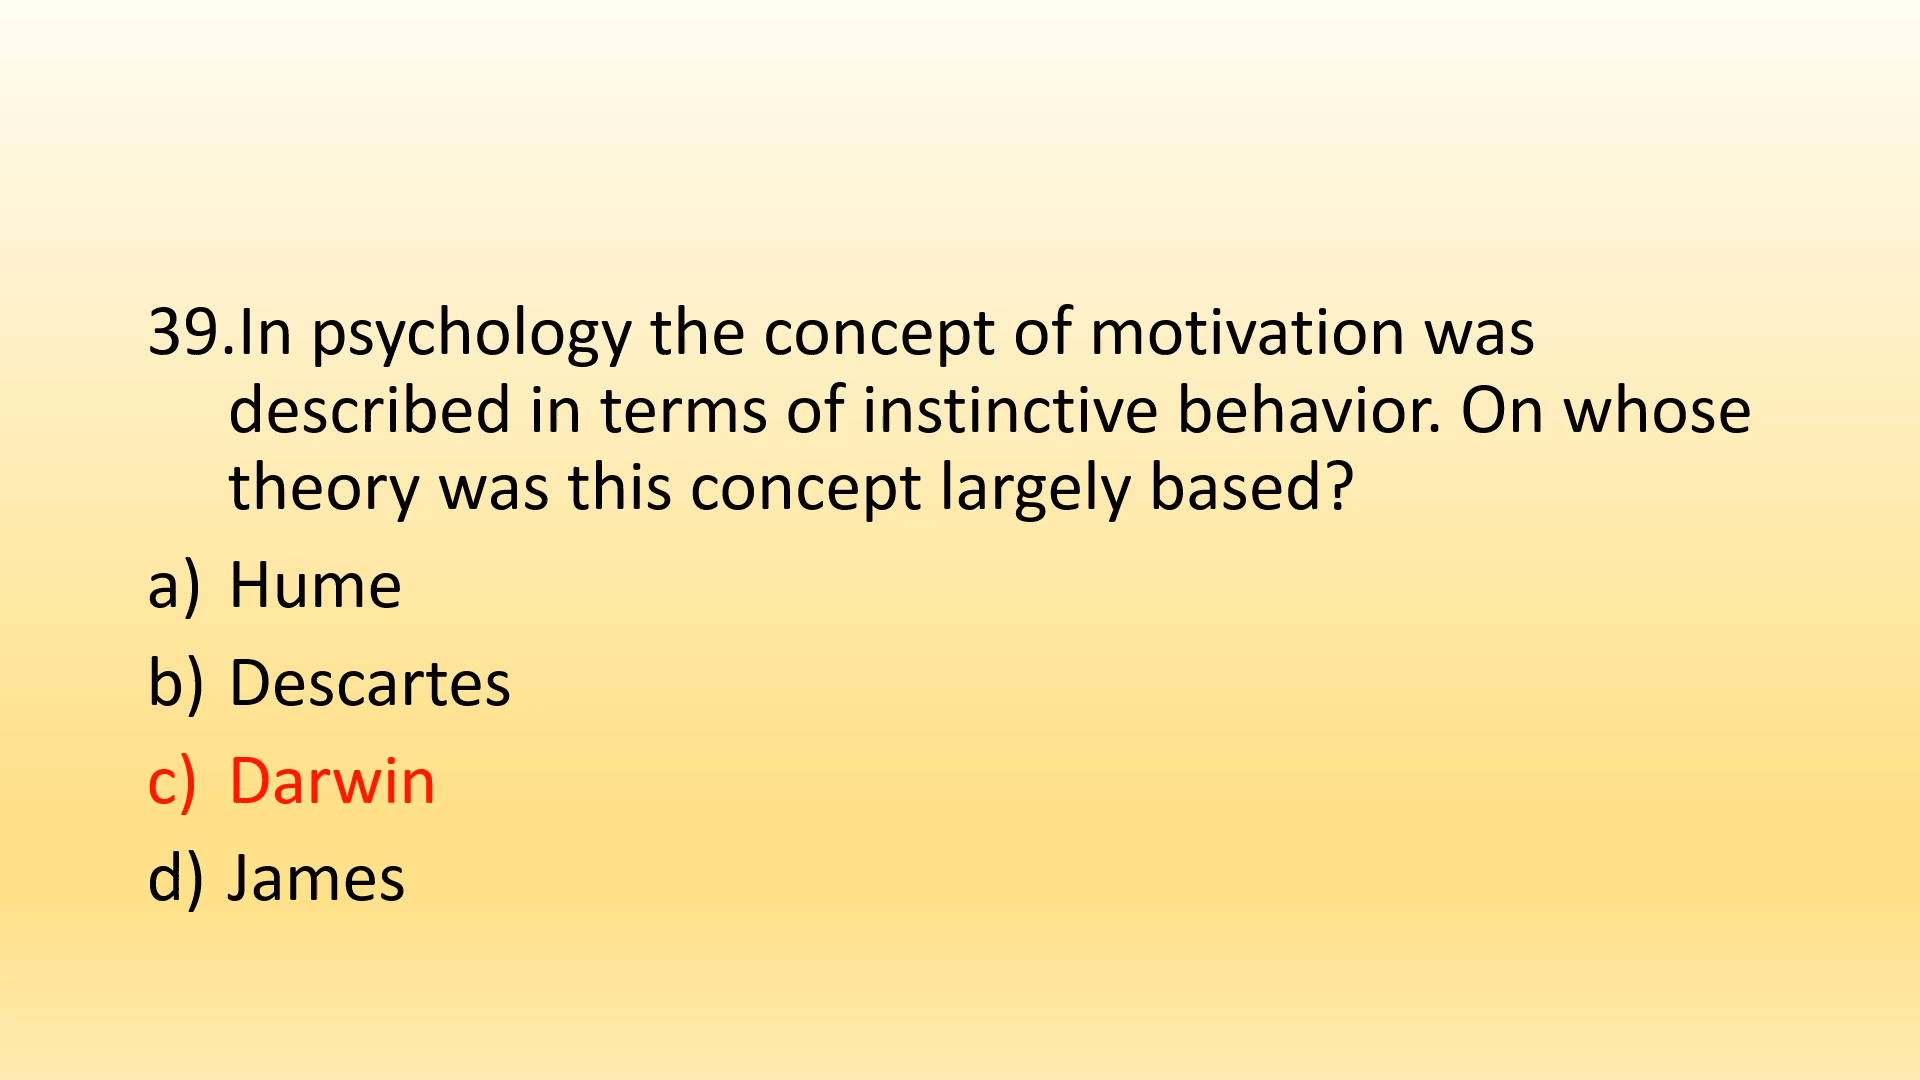 39.In psychology the concept of motivation was
described in terms of instinctive behavior. On whose
theory was this concept largely based?
a) Hume
b) Descartes
c) Darwin
d) James